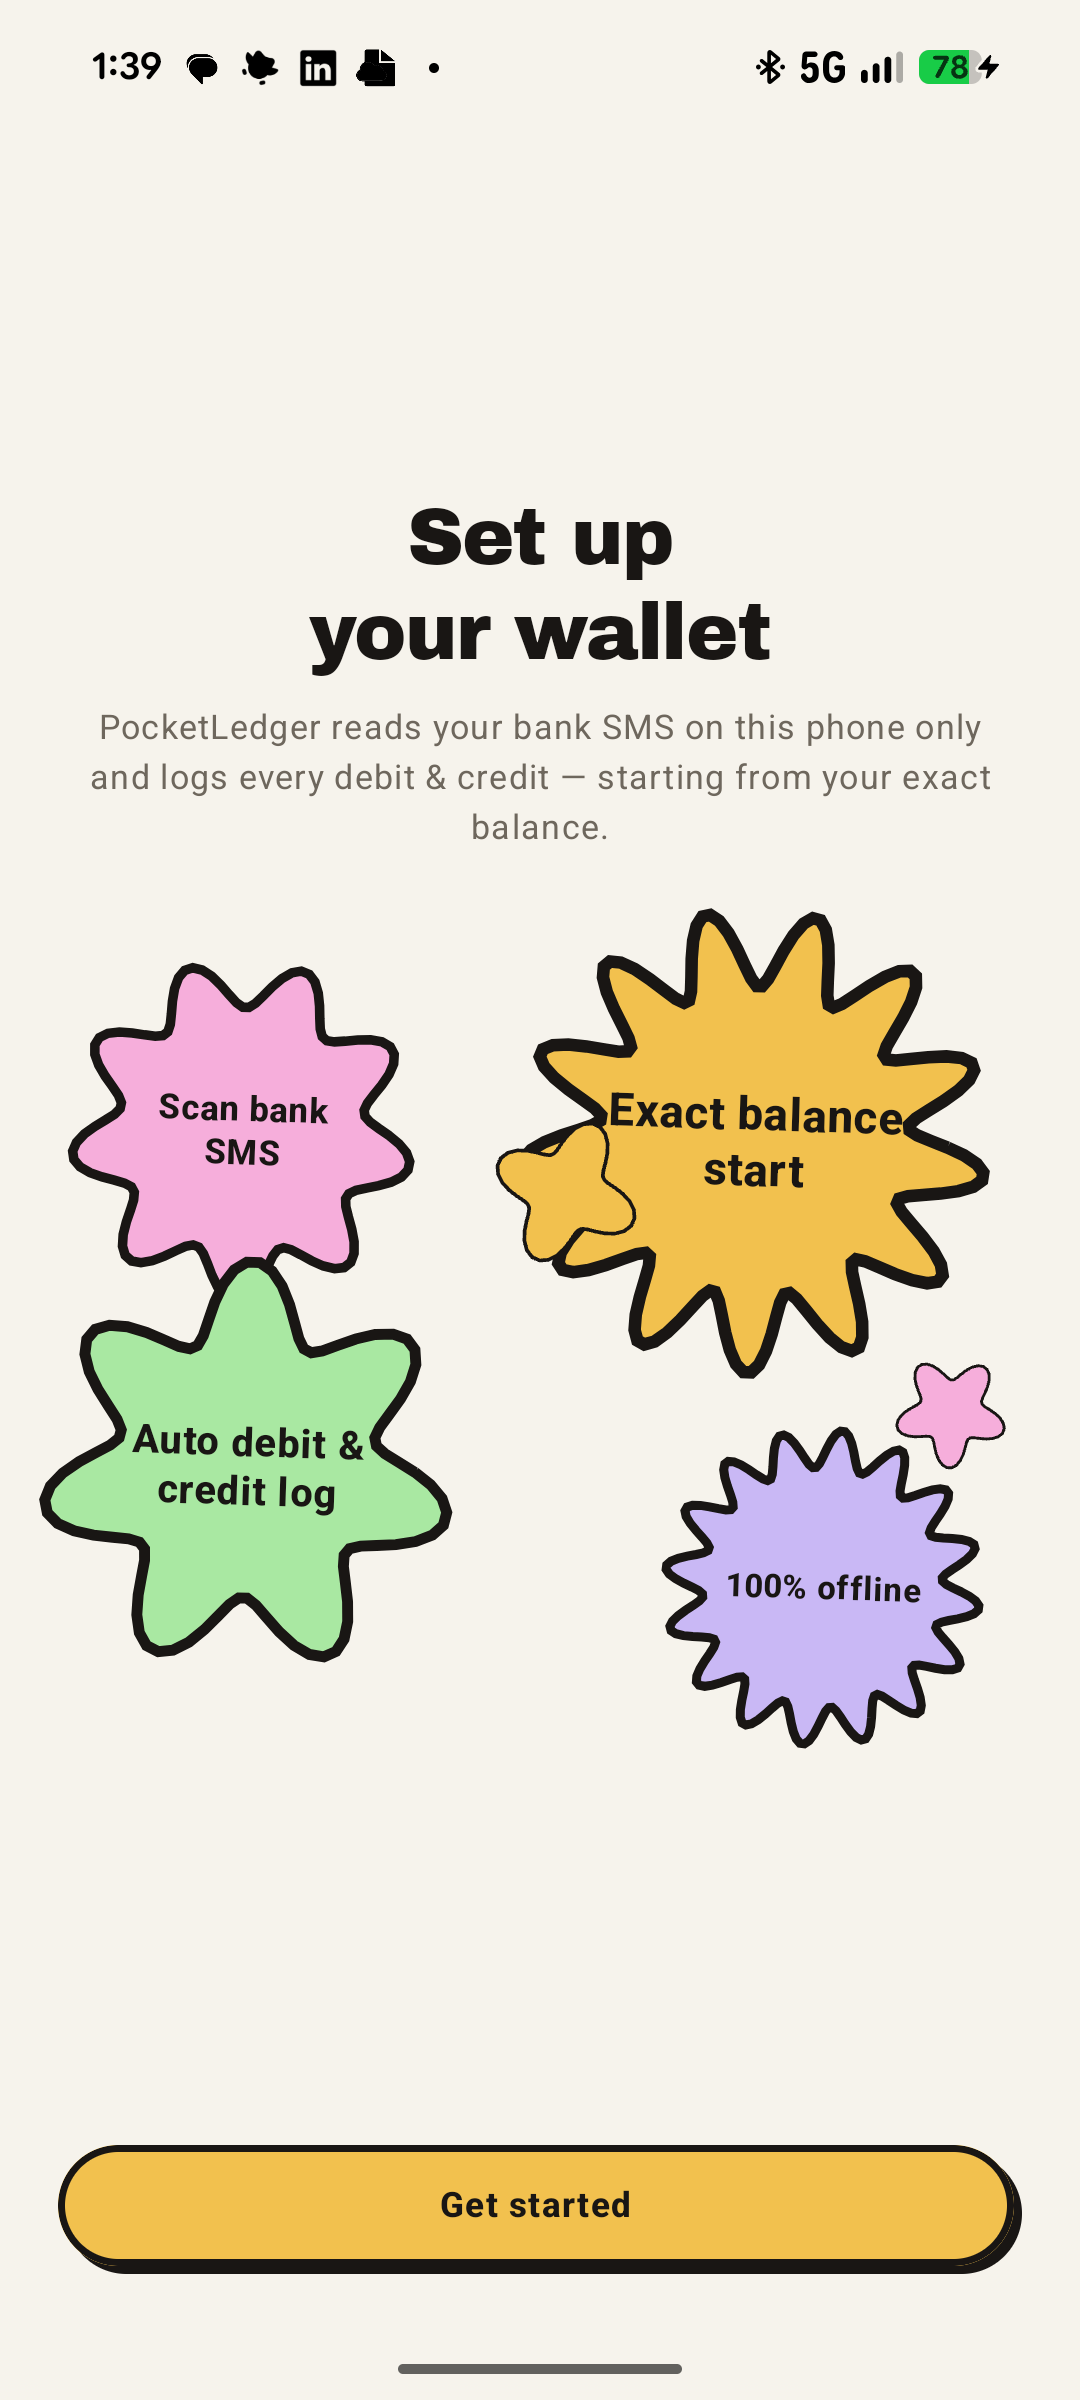 1:39
in
5G
78
Set up
your wallet
PocketLedger reads your bank SMS on this phone only
and logs every debit & credit — starting from your exact
balance.
Scan bank
SMS
Exact balance
start
Auto debit &
credit log
100% offline
Get started